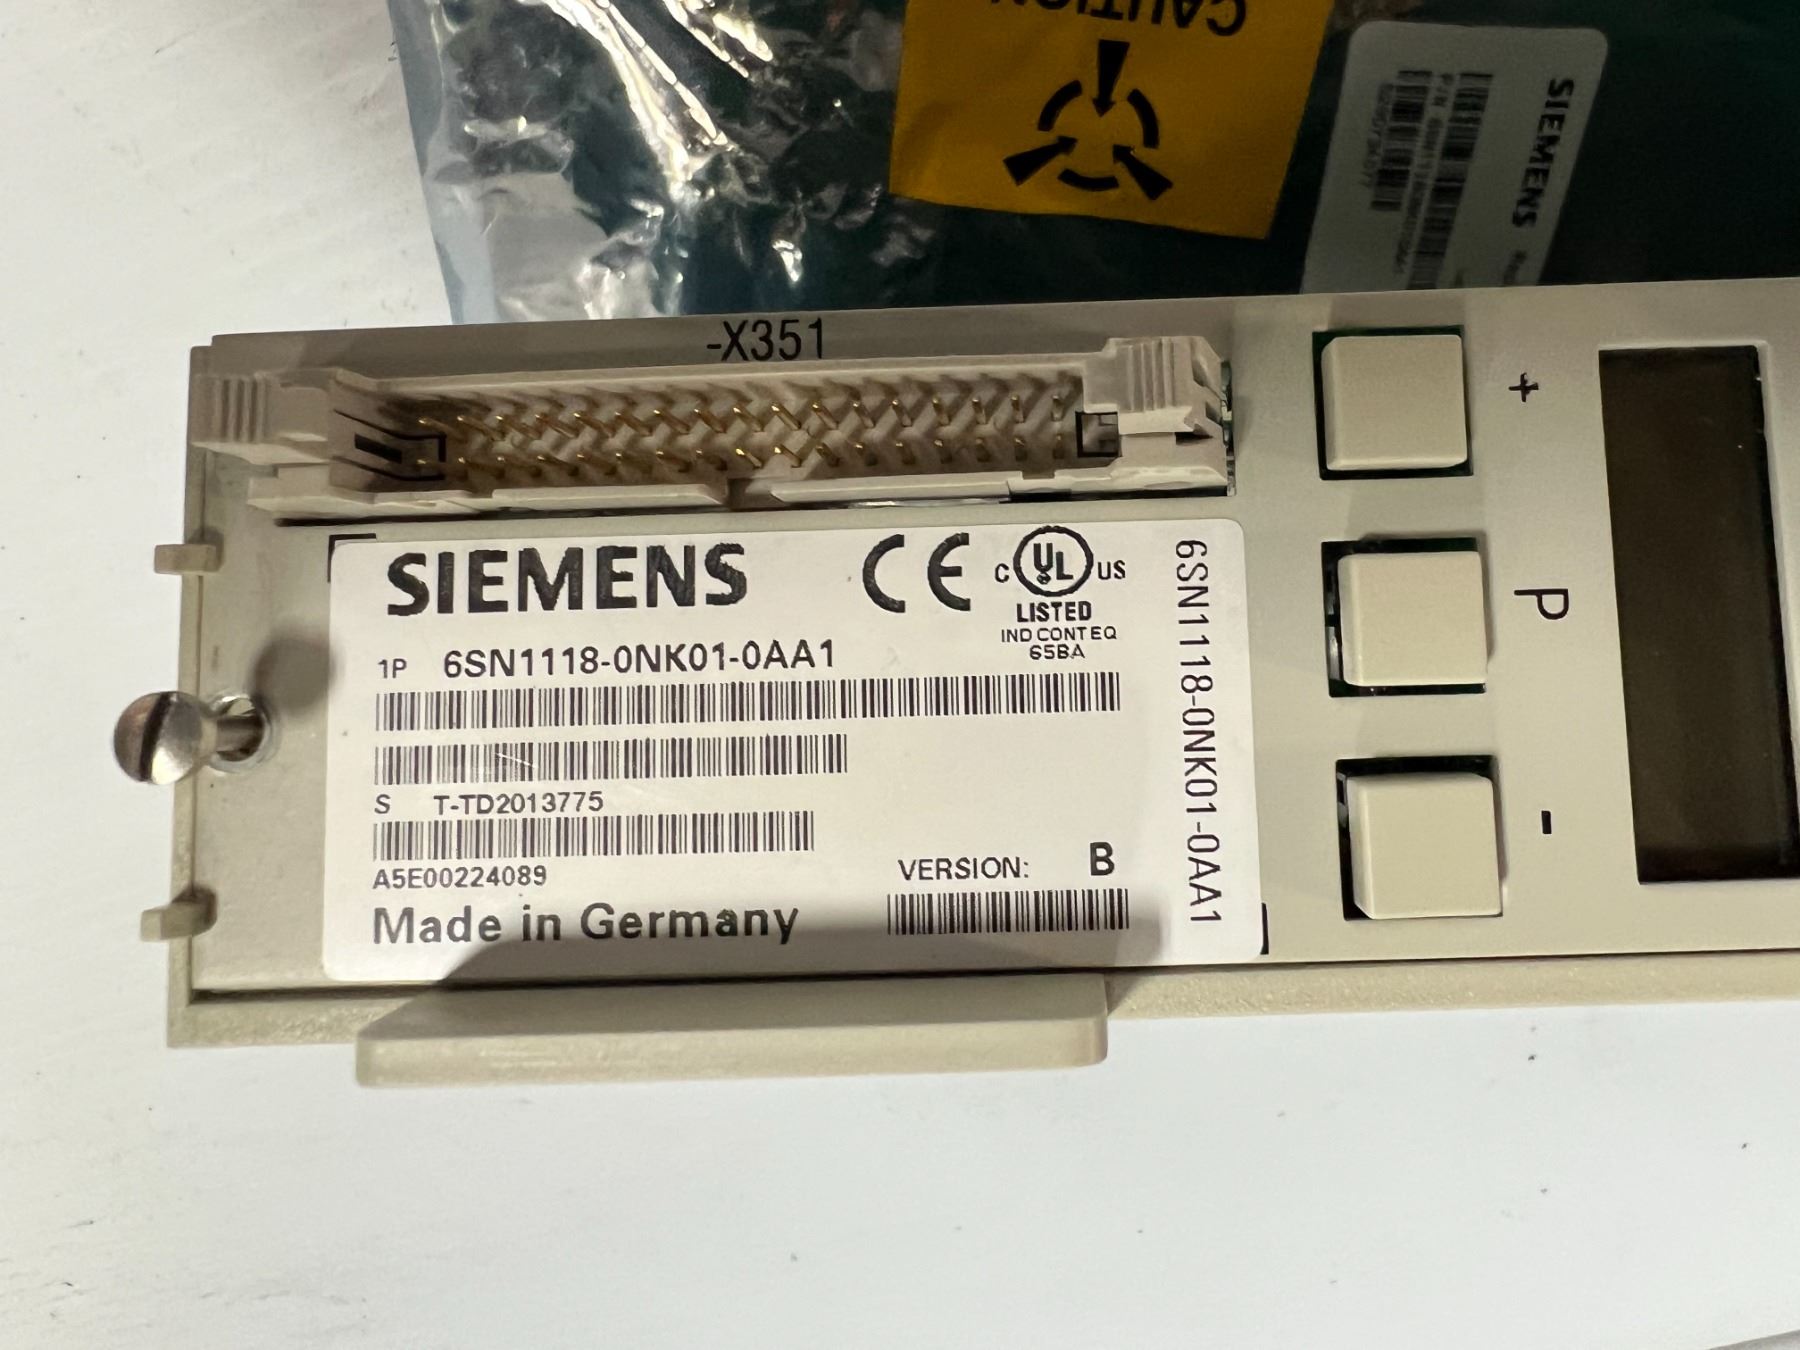 CAUTION
SIEMENS
-X351
+
P
-
SIEMENS
CE
C UL US
LISTED
IND CONT EQ
65BA
1P 6SN1118-0NK01-0AA1
S T-TD2013775
A5E00224089
VERSION: B
Made in Germany
6SN1118-0NK01-0AA1